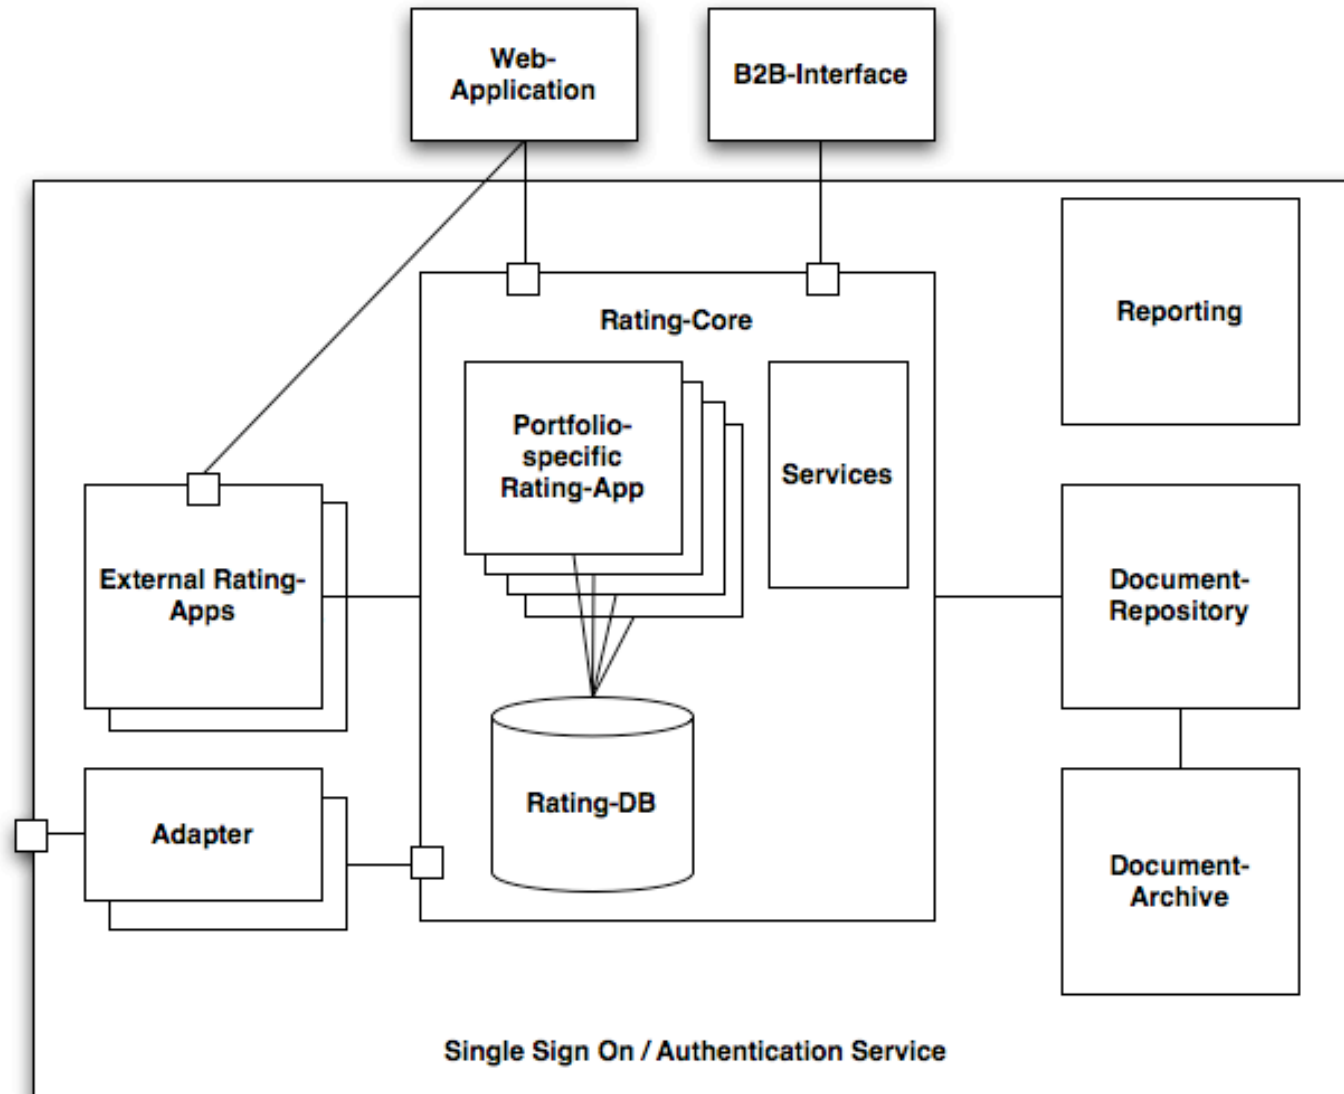 Web-
Application
B2B-Interface
Rating-Core
Reporting
Portfolio-
specific
Rating-App
Services
External Rating-
Apps
Document-
Repository
Rating-DB
Adapter
Document-
Archive
Single Sign On / Authentication Service